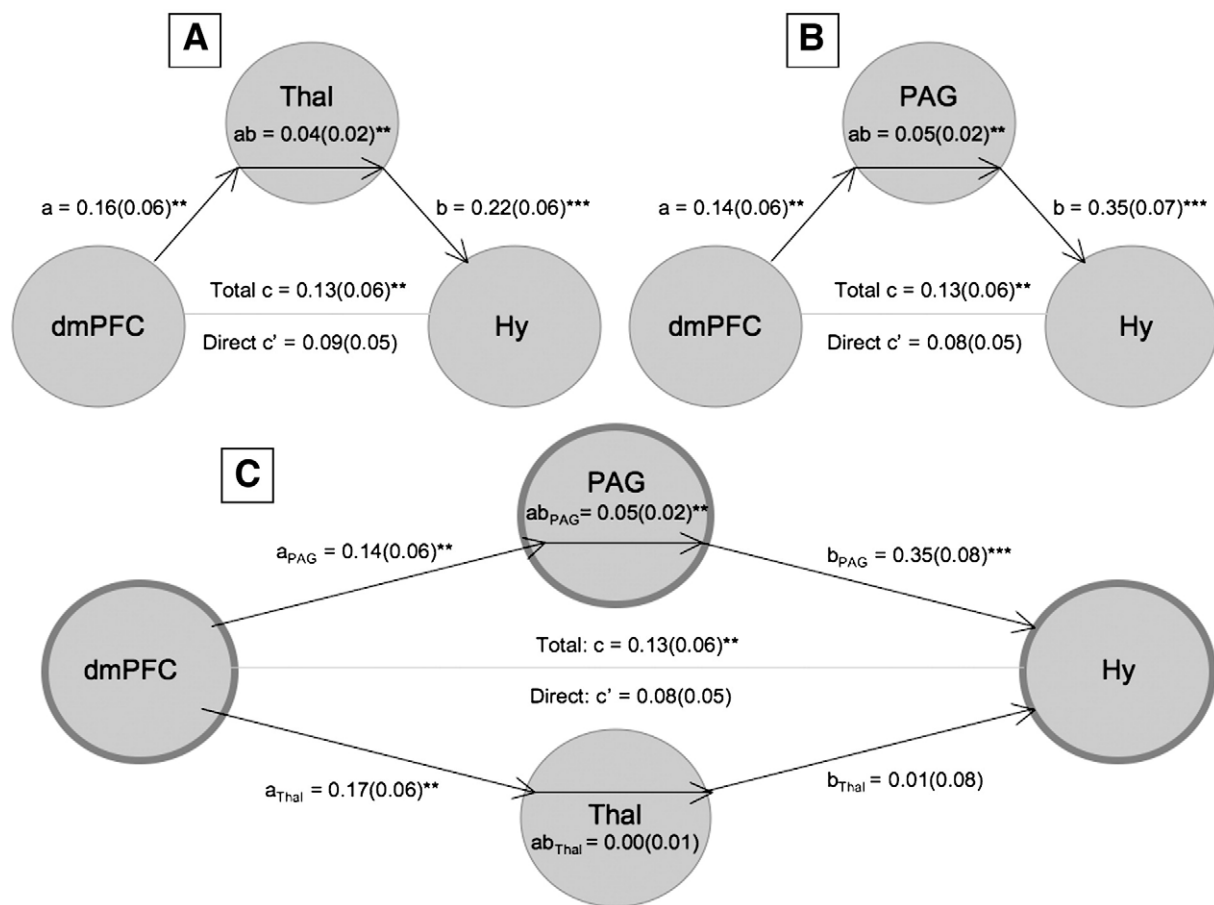 A
Thal
ab = 0.04(0.02)**
a = 0.16(0.06)**
b = 0.22(0.06)***
dmPFC
Total c = 0.13(0.06)**
Direct c’ = 0.09(0.05)
Hy
B
PAG
ab = 0.05(0.02)**
a = 0.14(0.06)**
b = 0.35(0.07)***
dmPFC
Total c = 0.13(0.06)**
Direct c’ = 0.08(0.05)
Hy
C
PAG
abPAG= 0.05(0.02)**
aPAG = 0.14(0.06)**
bPAG = 0.35(0.08)***
dmPFC
Total: c = 0.13(0.06)**
Direct: c’ = 0.08(0.05)
Hy
aThal = 0.17(0.06)**
bThal = 0.01(0.08)
Thal
abThal = 0.00(0.01)